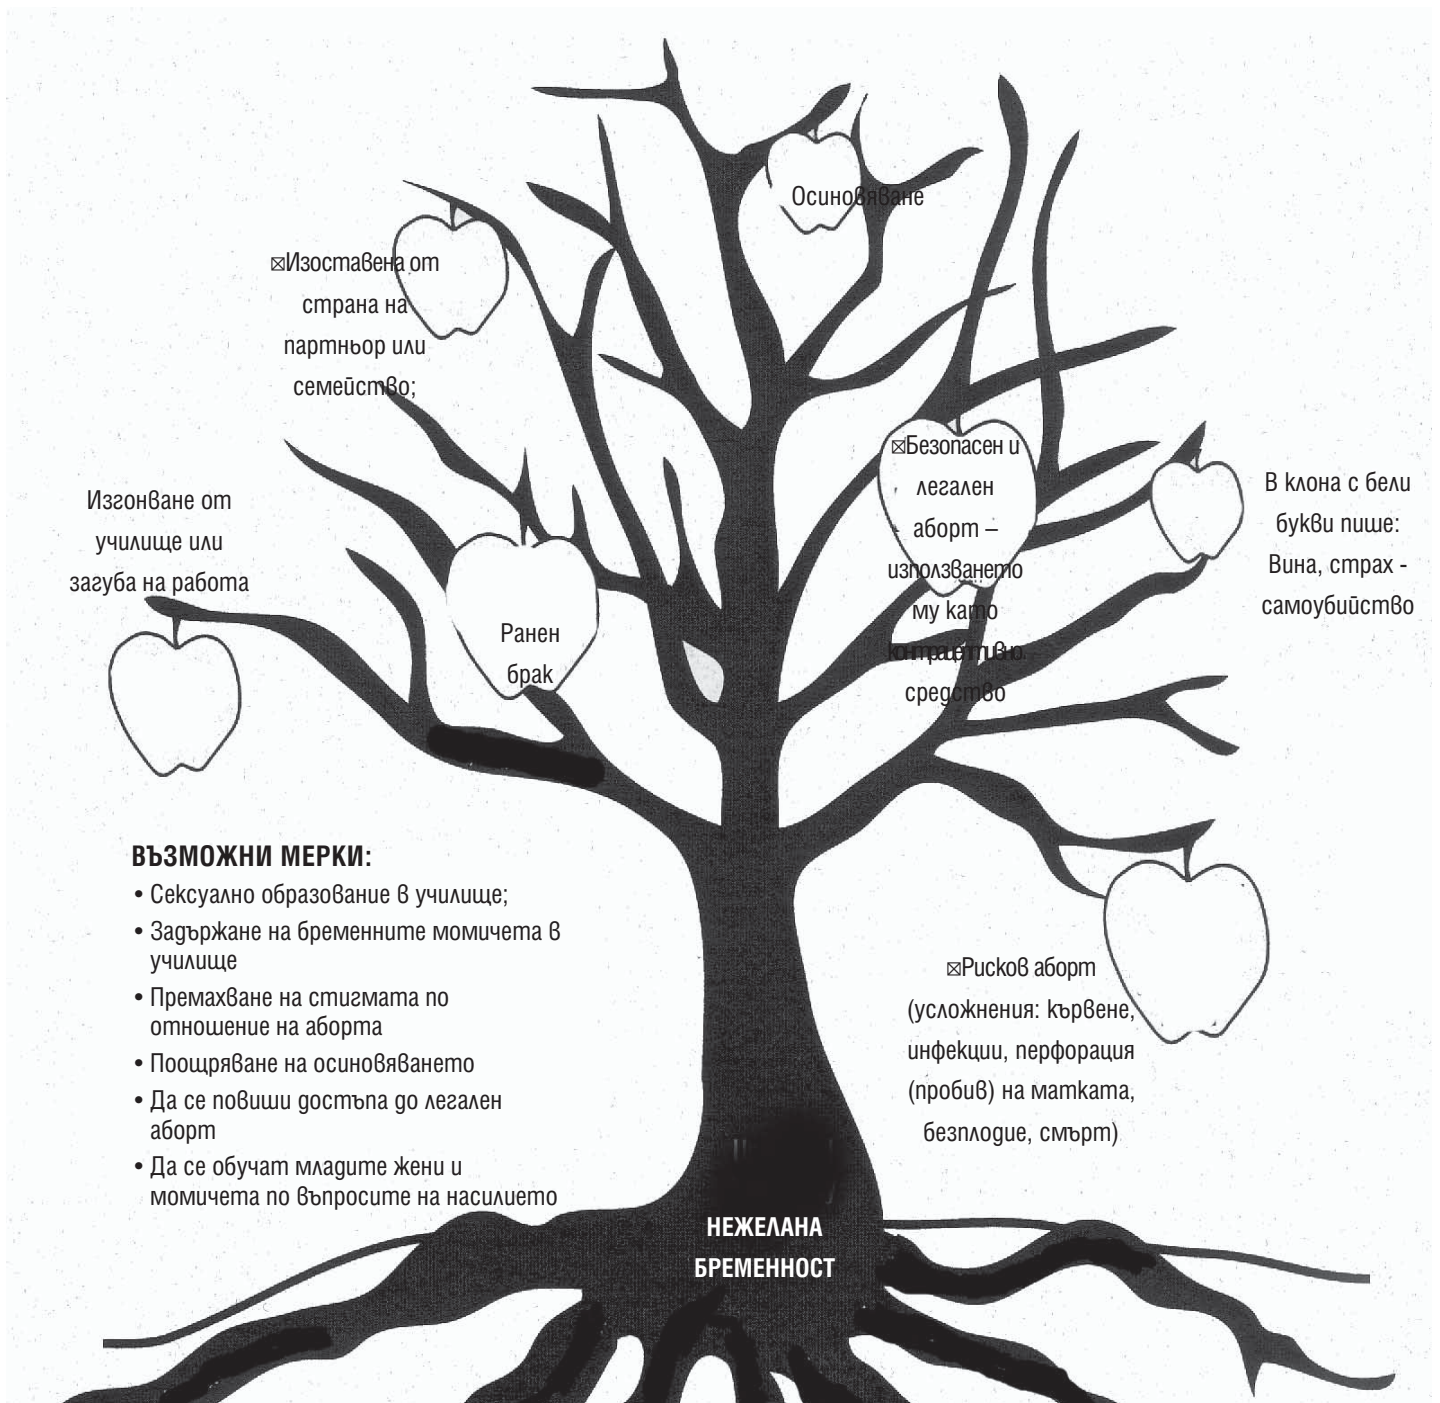 Осиновяване
☒Изоставена от
страна на
партньор или
семейство;
☒Безопасен и
легален
аборт –
използването
му като
контрацептивно
средство
В клона с бели
букви пише:
Вина, страх -
самоубийство
Изгонване от
училище или
загуба на работа
Ранен
брак
ВЪЗМОЖНИ МЕРКИ:
• Сексуално образование в училище;
• Задържане на бременните момичета в
училище
• Премахване на стигмата по
отношение на аборта
• Поощряване на осиновяването
• Да се повиши достъпа до легален
аборт
• Да се обучат младите жени и
момичета по въпросите на насилието
☒Рисков аборт
(усложнения: кървене,
инфекции, перфорация
(пробив) на матката,
безплодие, смърт)
НЕЖЕЛАНА
БРЕМЕННОСТ